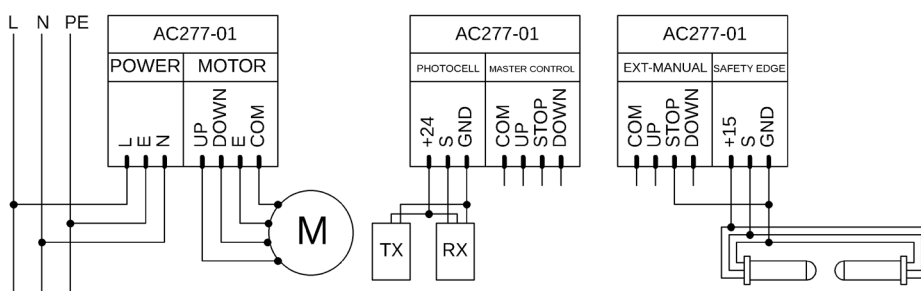 L N PE
AC277-01
POWER MOTOR
L E N UP DOWN E COM
M
AC277-01
PHOTOCELL MASTER CONTROL
+24 S GND COM UP STOP DOWN
TX RX
AC277-01
EXT-MANUAL SAFETY EDGE
COM UP STOP DOWN +15 S GND